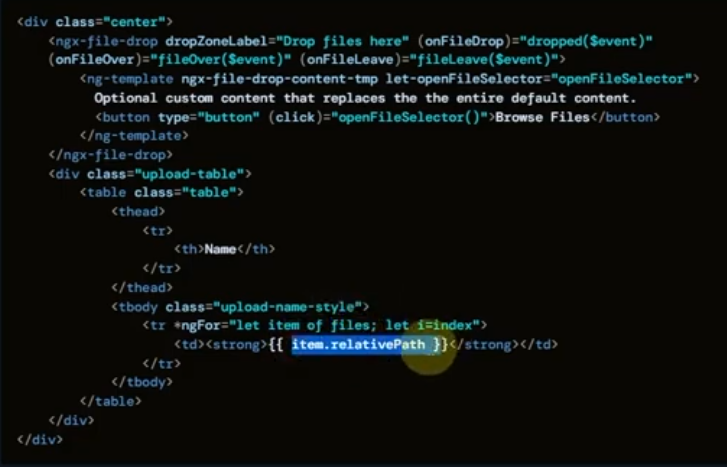 <div class="center">
<ngx-file-drop dropZoneLabel="Drop files here" (onFileDrop)="dropped($event)"
(onFileOver)="fileOver($event)" (onFileLeave)="fileLeave($event)">
<ng-template ngx-file-drop-content-tmp let-openFileSelector="openFileSelector">
Optional custom content that replaces the the entire default content.
<button type="button" (click)="openFileSelector()">Browse Files</button>
</ng-template>
</ngx-file-drop>
<div class="upload-table">
<table class="table">
<thead>
<tr>
<th>Name</th>
</tr>
</thead>
<tbody class="upload-name-style">
<tr *ngFor="let item of files; let i=index">
<td><strong>{{ item.relativePath }}</strong></td>
</tr>
</tbody>
</table>
</div>
</div>